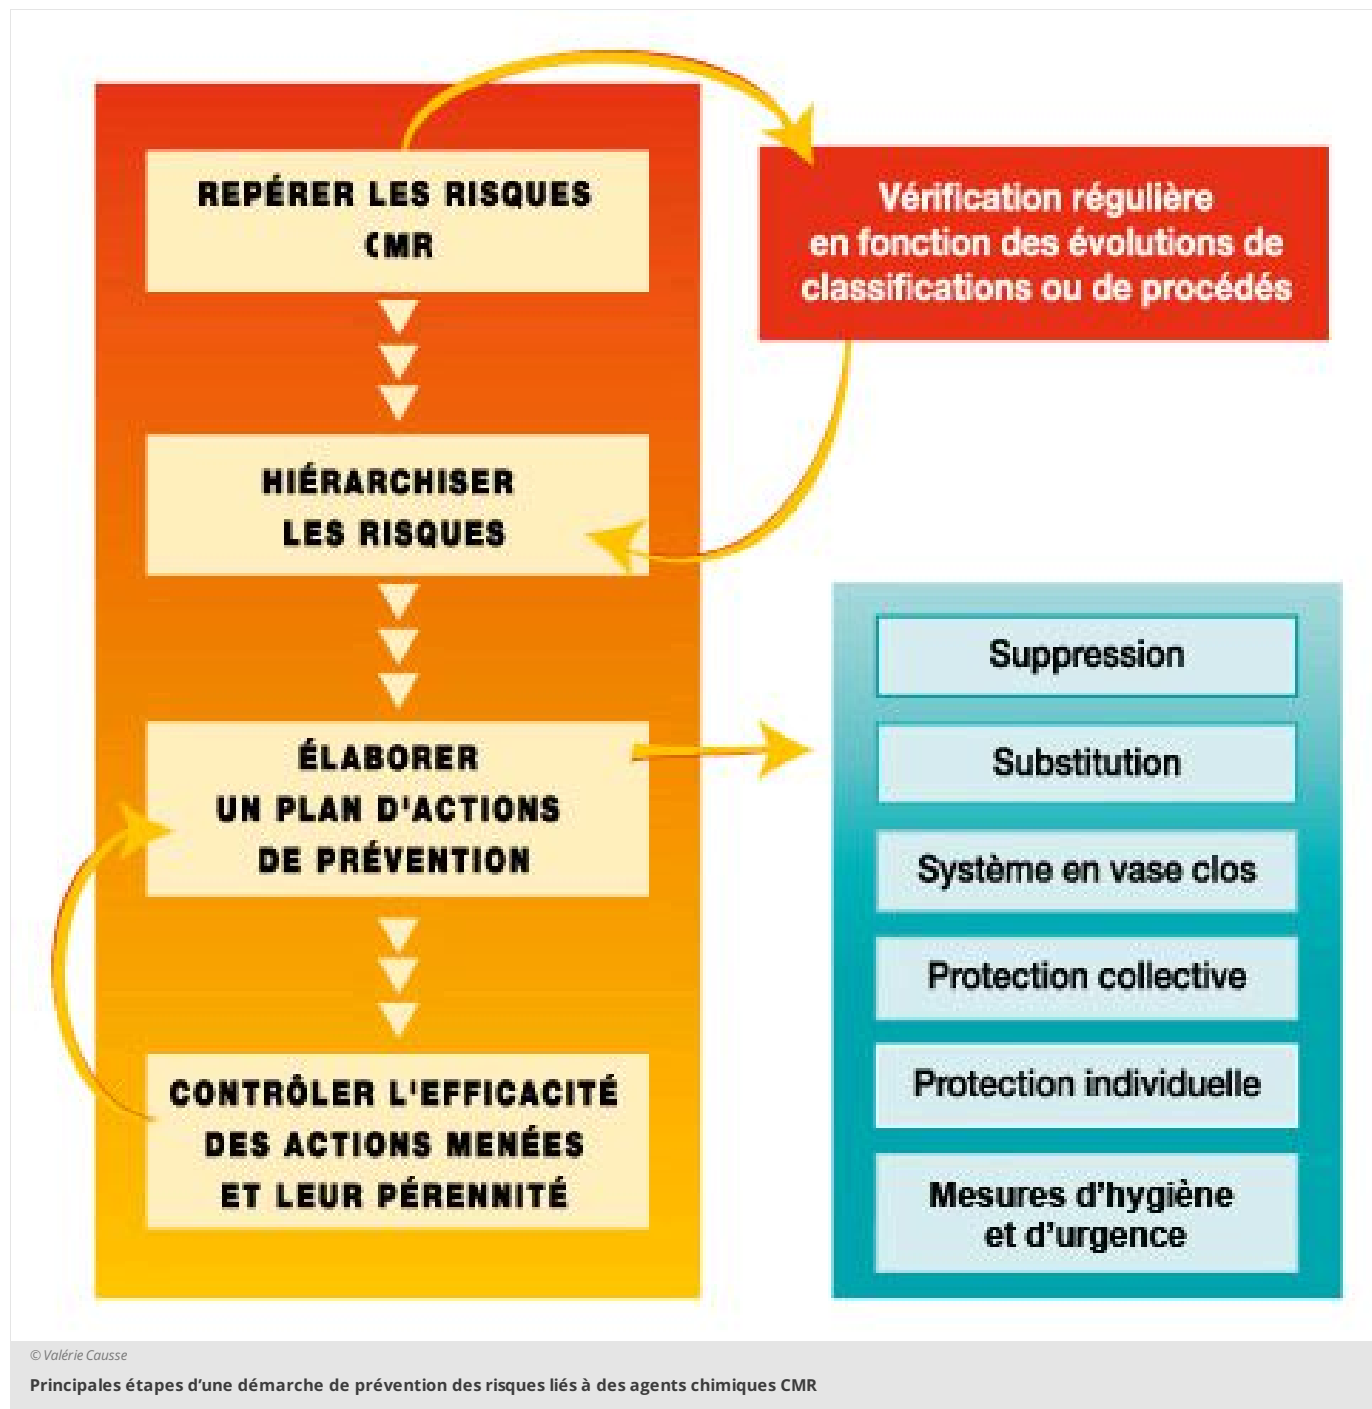 REPÉRER LES RISQUES
CMR
Vérification régulière
en fonction des évolutions de
classifications ou de procédés
HIÉRARCHISER
LES RISQUES
ÉLABORER
UN PLAN D'ACTIONS
DE PRÉVENTION
CONTRÔLER L'EFFICACITÉ
DES ACTIONS MENÉES
ET LEUR PÉRENNITÉ
Suppression
Substitution
Système en vase clos
Protection collective
Protection individuelle
Mesures d’hygiène
et d’urgence
© Valérie Causse
Principales étapes d’une démarche de prévention des risques liés à des agents chimiques CMR